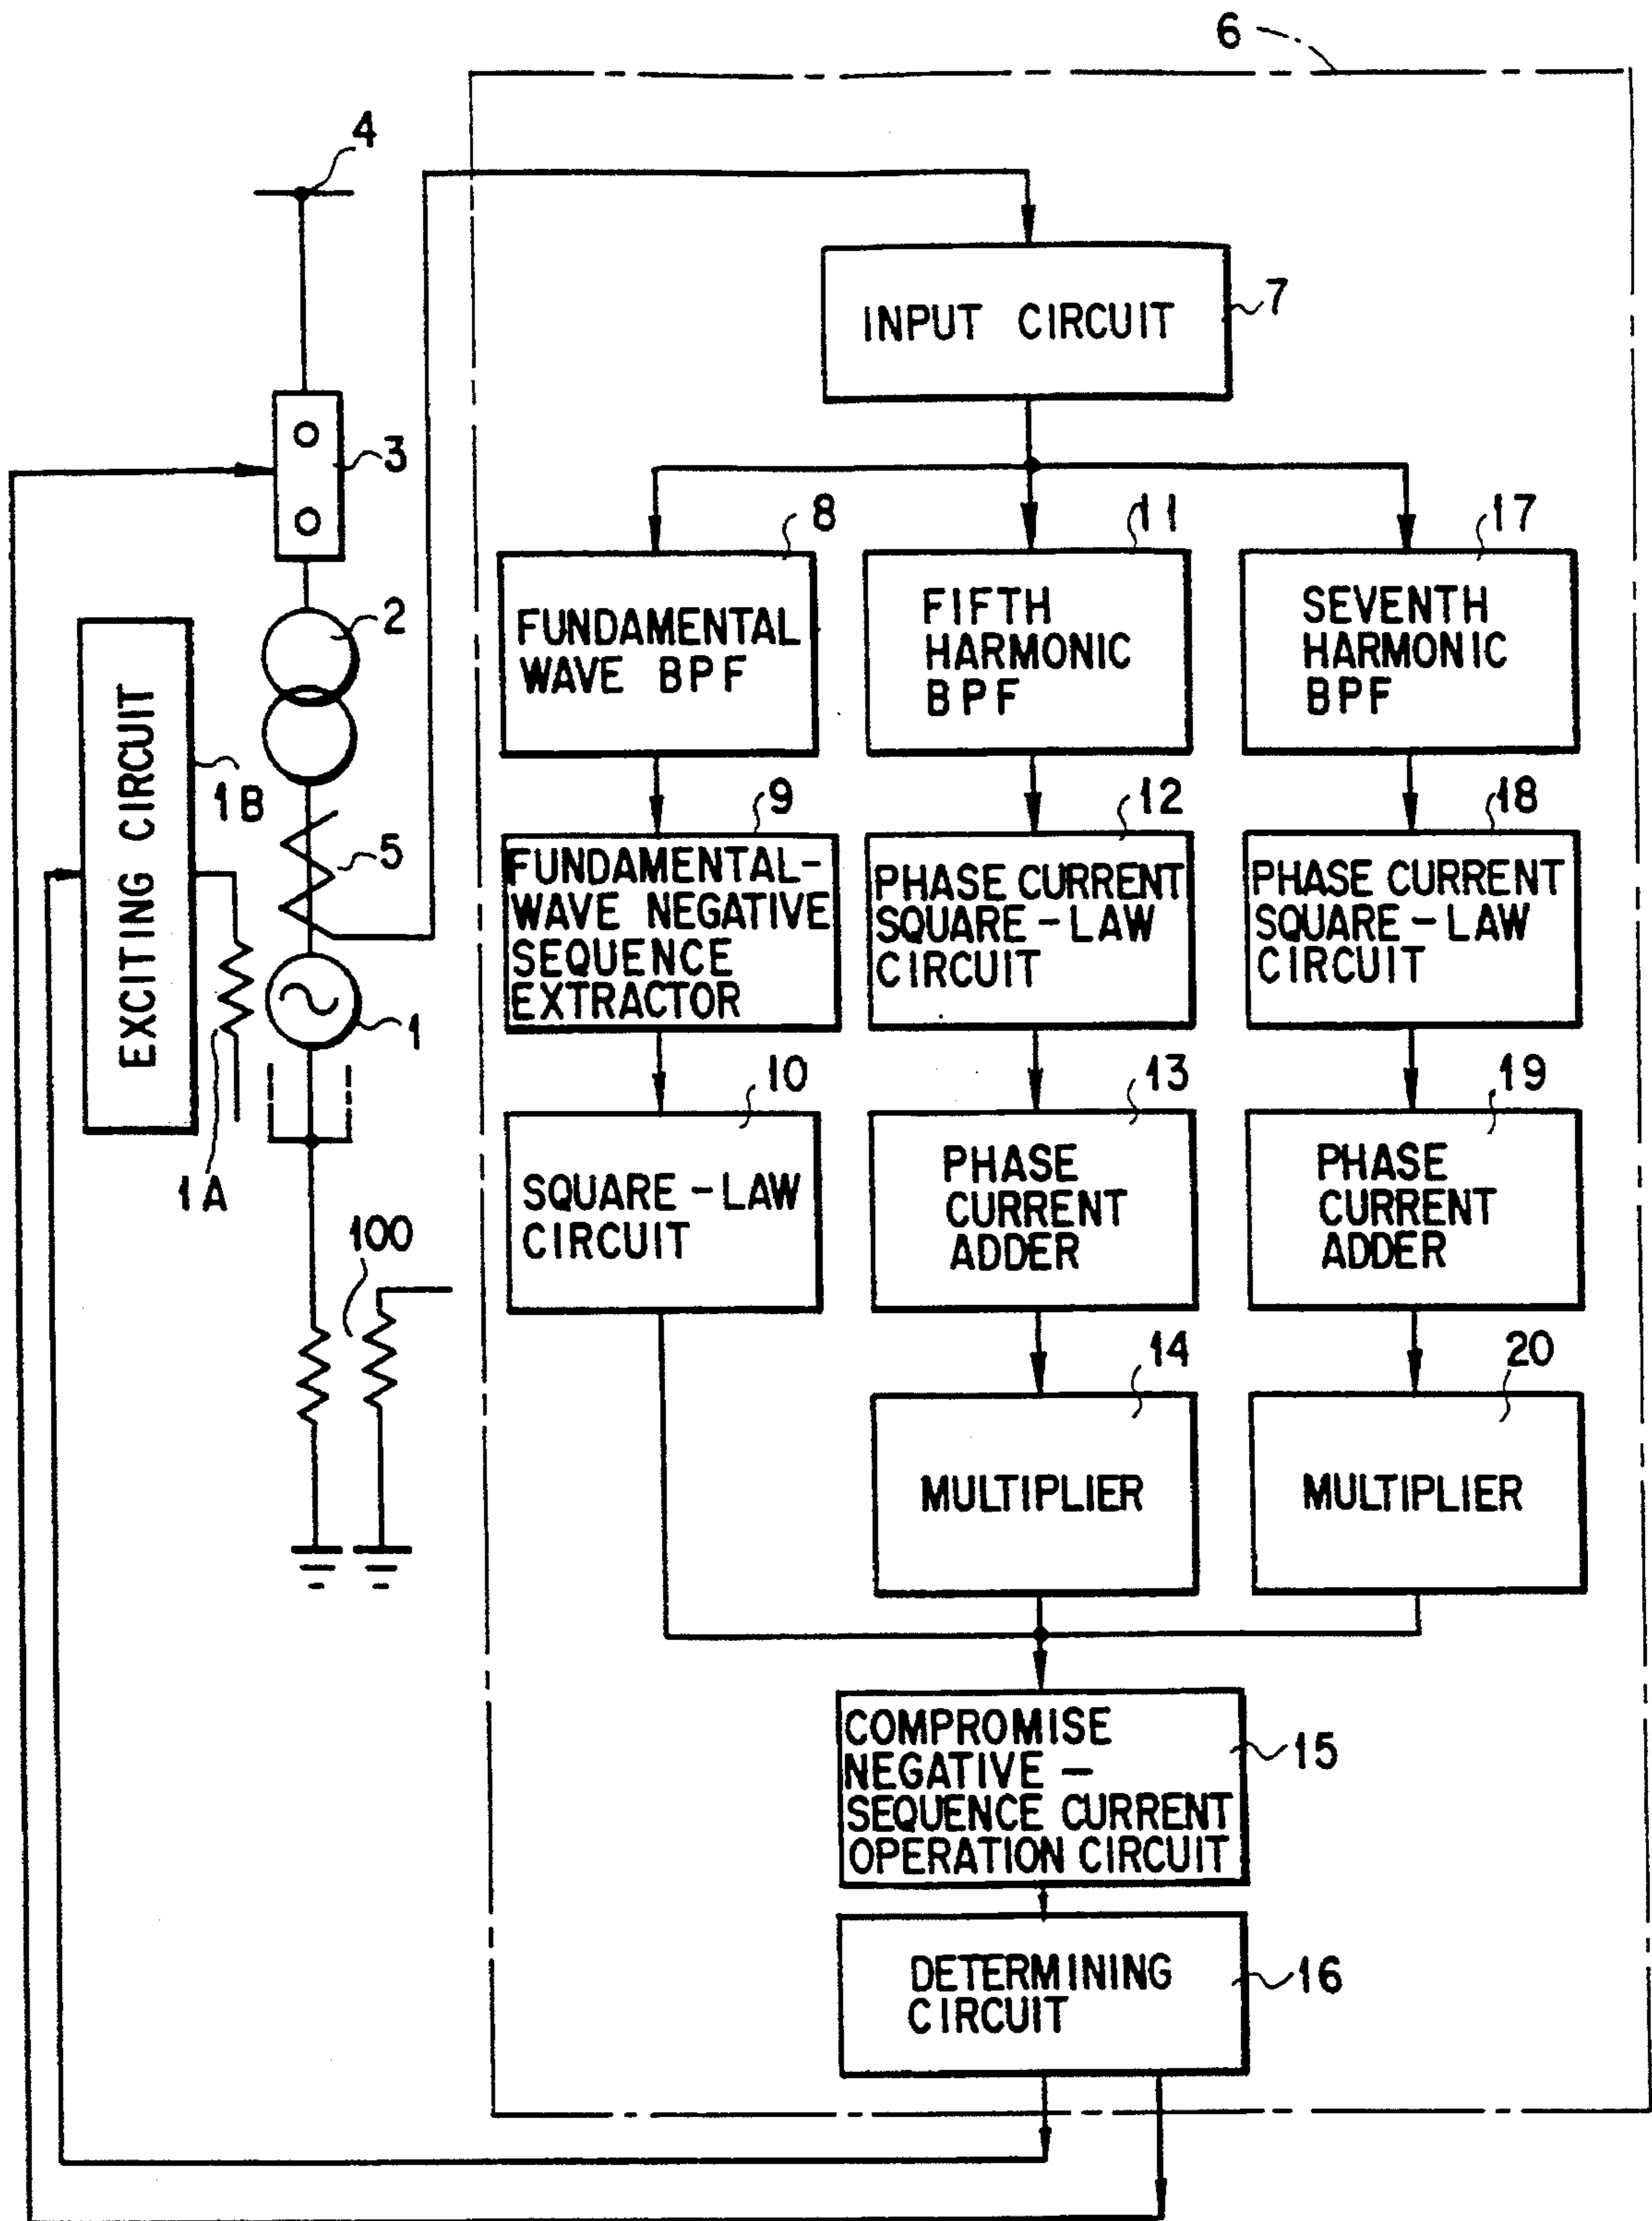 6
4
INPUT CIRCUIT
7
3
8
11
17
FUNDAMENTAL
WAVE BPF
FIFTH
HARMONIC
BPF
SEVENTH
HARMONIC
BPF
2
EXCITING CIRCUIT
1B
5
9
12
18
FUNDAMENTAL-
WAVE NEGATIVE
SEQUENCE
EXTRACTOR
PHASE CURRENT
SQUARE-LAW
CIRCUIT
PHASE CURRENT
SQUARE-LAW
CIRCUIT
1
1A
10
13
19
SQUARE-LAW
CIRCUIT
PHASE
CURRENT
ADDER
PHASE
CURRENT
ADDER
100
14
20
MULTIPLIER
MULTIPLIER
COMPROMISE
NEGATIVE-
SEQUENCE CURRENT
OPERATION CIRCUIT
15
DETERMINING
CIRCUIT
16